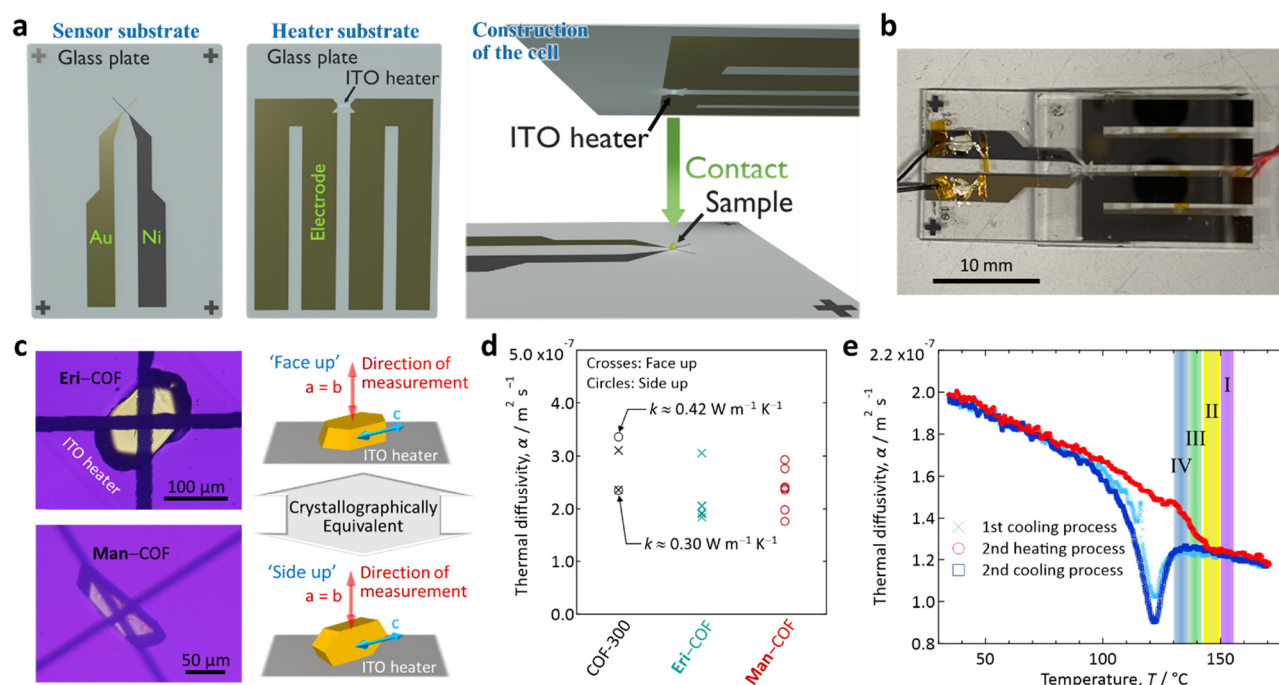 a
Sensor substrate
Glass plate
Au
Ni
Heater substrate
Glass plate
ITO heater
Electrode
Construction
of the cell
ITO heater
Contact
Sample
b
10 mm
c
Eri–COF
ITO heater
100 μm
Man–COF
50 μm
'Face up'
Direction of
measurement
a = b
c
ITO heater
Crystallographically
Equivalent
'Side up'
Direction of
measurement
a = b
c
ITO heater
d
5.0 x10⁻⁷
4.0
3.0
2.0
1.0
0.0
Thermal diffusivity, α / m² s⁻¹
Crosses: Face up
Circles: Side up
k ≈ 0.42 W m⁻¹ K⁻¹
k ≈ 0.30 W m⁻¹ K⁻¹
COF-300
Eri–COF
Man–COF
e
2.2 x10⁻⁷
2.0
1.8
1.6
1.4
1.2
1.0
0.8
Thermal diffusivity, α / m² s⁻¹
I
II
III
IV
1st cooling process
2nd heating process
2nd cooling process
50
100
150
Temperature, T / °C